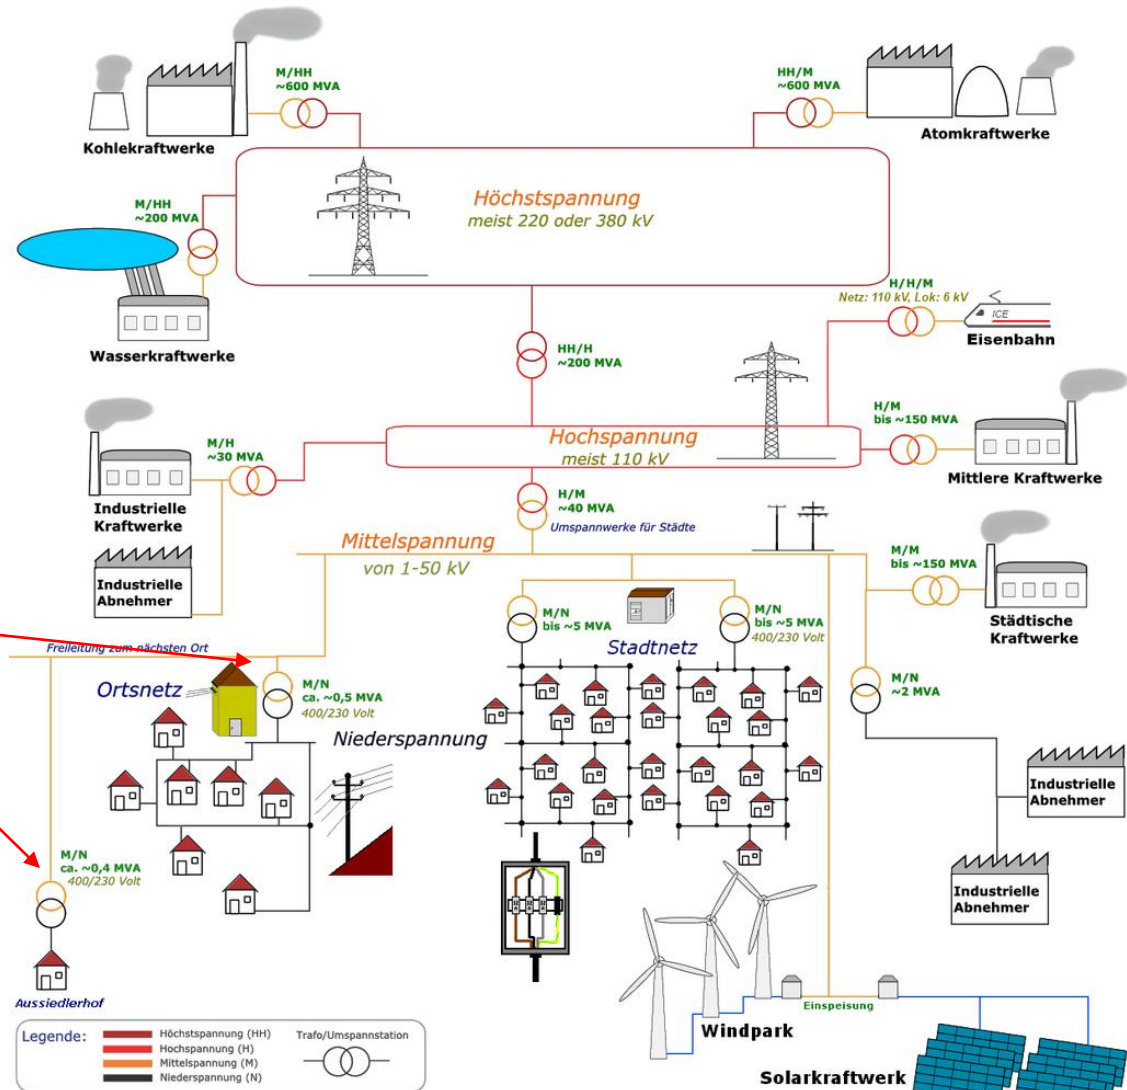 M/HH
~600 MVA
Kohlekraftwerke
HH/M
~600 MVA
Atomkraftwerke
Höchstspannung
meist 220 oder 380 kV
M/HH
~200 MVA
Wasserkraftwerke
HH/H
~200 MVA
H/H/M
Netz: 110 kV, Lok: 6 kV
ICE
Eisenbahn
Hochspannung
meist 110 kV
M/H
~30 MVA
Industrielle
Kraftwerke
H/M
bis ~150 MVA
Mittlere Kraftwerke
H/M
~40 MVA
Umspannwerke für Städte
Mittelspannung
von 1-50 kV
Industrielle
Abnehmer
M/M
bis ~150 MVA
Städtische
Kraftwerke
Freileitung zum nächsten Ort
Ortsnetz
M/N
ca. ~0,5 MVA
400/230 Volt
Niederspannung
M/N
bis ~5 MVA
Stadtnetz
M/N
bis ~5 MVA
400/230 Volt
M/N
~2 MVA
Industrielle
Abnehmer
Industrielle
Abnehmer
M/N
ca. ~0,4 MVA
400/230 Volt
Aussiedlerhof
Windpark
Einspeisung
Solarkraftwerk
Legende:
Höchstspannung (HH)
Hochspannung (H)
Mittelspannung (M)
Niederspannung (N)
Trafo/Umspannstation